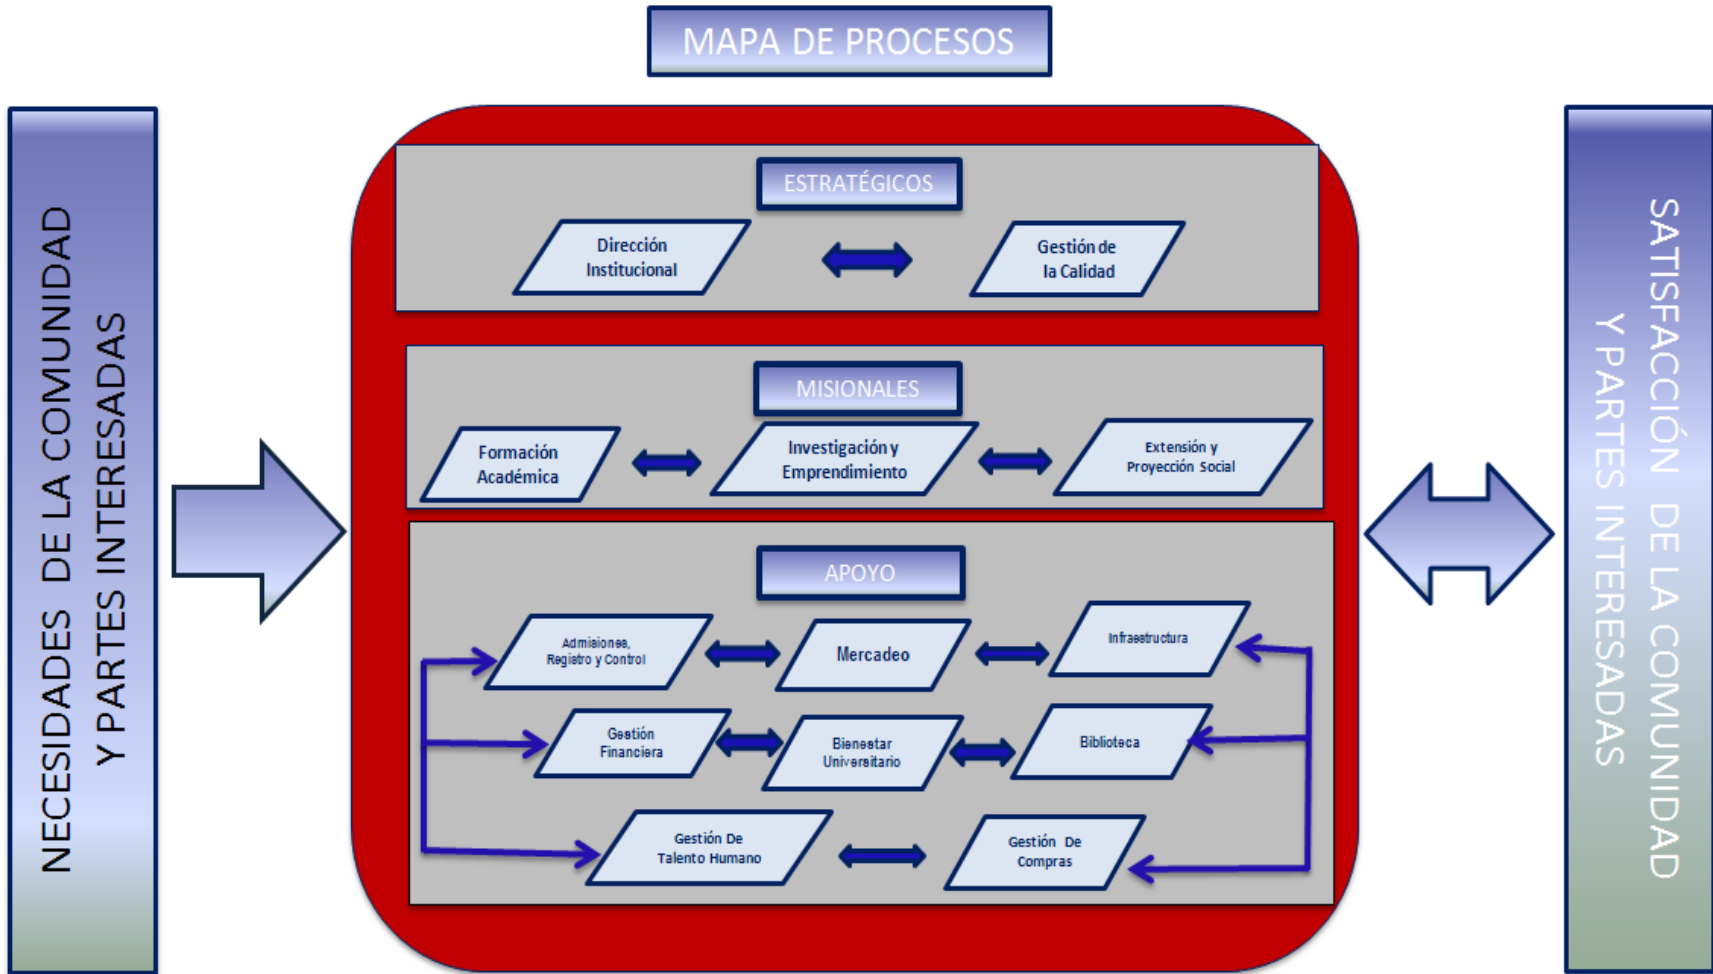 MAPA DE PROCESOS
NECESIDADES DE LA COMUNIDAD
Y PARTES INTERESADAS
ESTRATÉGICOS
Dirección
Institucional
Gestión de
la Calidad
MISIONALES
Formación
Académica
Investigación y
Emprendimiento
Extensión y
Proyección Social
APOYO
Admisiones,
Registro y Control
Mercadeo
Infraestructura
Gestión
Financiera
Bienestar
Universitario
Biblioteca
Gestión De
Talento Humano
Gestión De
Compras
SATISFACCIÓN DE LA COMUNIDAD
Y PARTES INTERESADAS